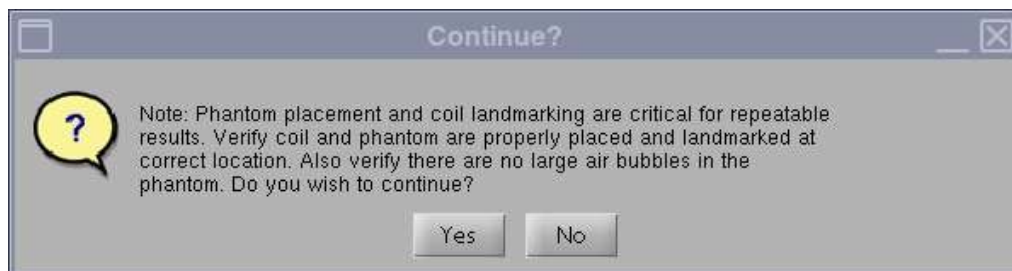 Continue?
Note: Phantom placement and coil landmarking are critical for repeatable
results. Verify coil and phantom are properly placed and landmarked at
correct location. Also verify there are no large air bubbles in the
phantom. Do you wish to continue?
Yes No